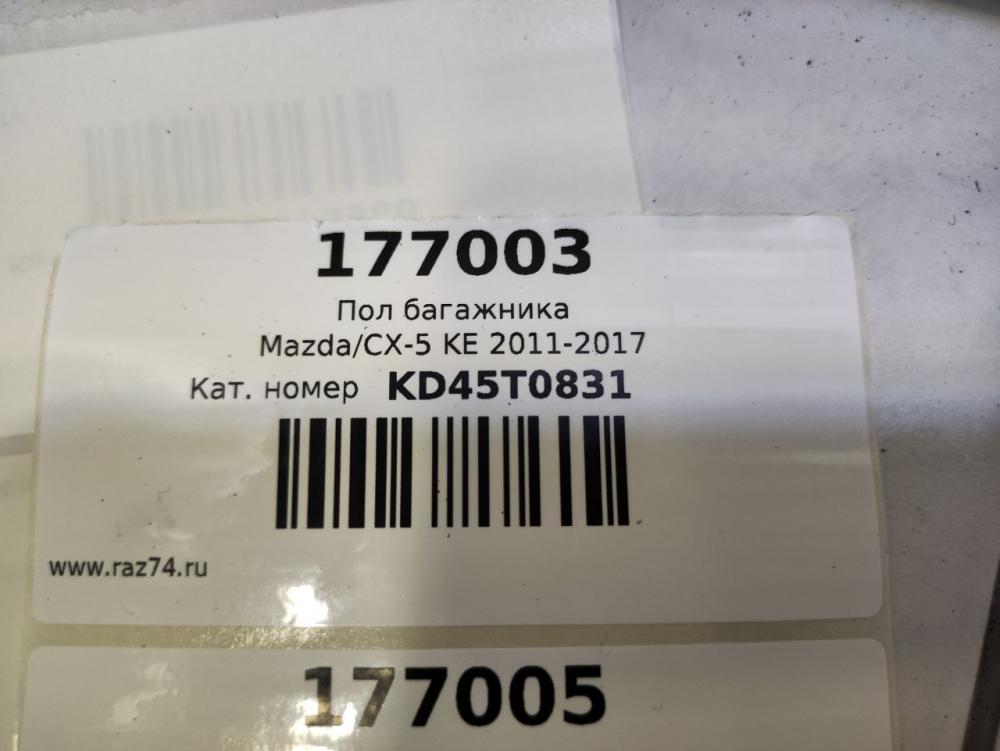 177003
Пол багажника
Mazda/CX-5 KE 2011-2017
Кат. номер KD45T0831
www.raz74.ru
177005